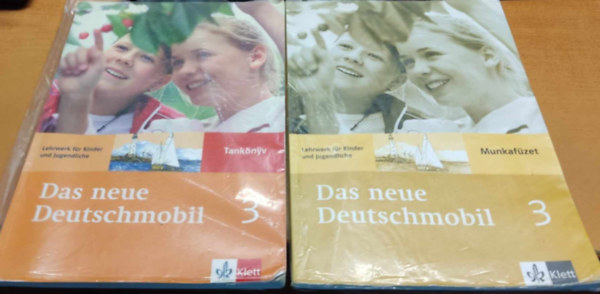 Lehrwerk für Kinder
und Jugendliche
Tankönyv
Das neue
Deutschmobil 3
Klett
Lehrwerk für Kinder
und Jugendliche
Munkafüzet
Das neue
Deutschmobil 3
Klett